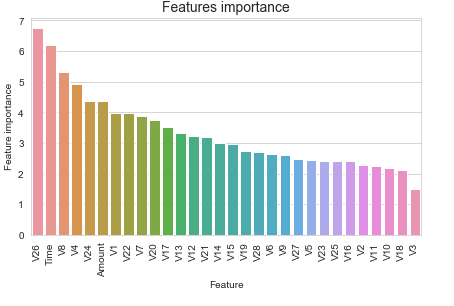 Features importance
7
6
5
4
3
2
1
0
Feature importance
V26
Time
V8
V4
V24
Amount
V1
V22
V7
V20
V17
V13
V12
V21
V14
V15
V19
V28
V6
V9
V27
V5
V23
V25
V16
V2
V11
V10
V18
V3
Feature